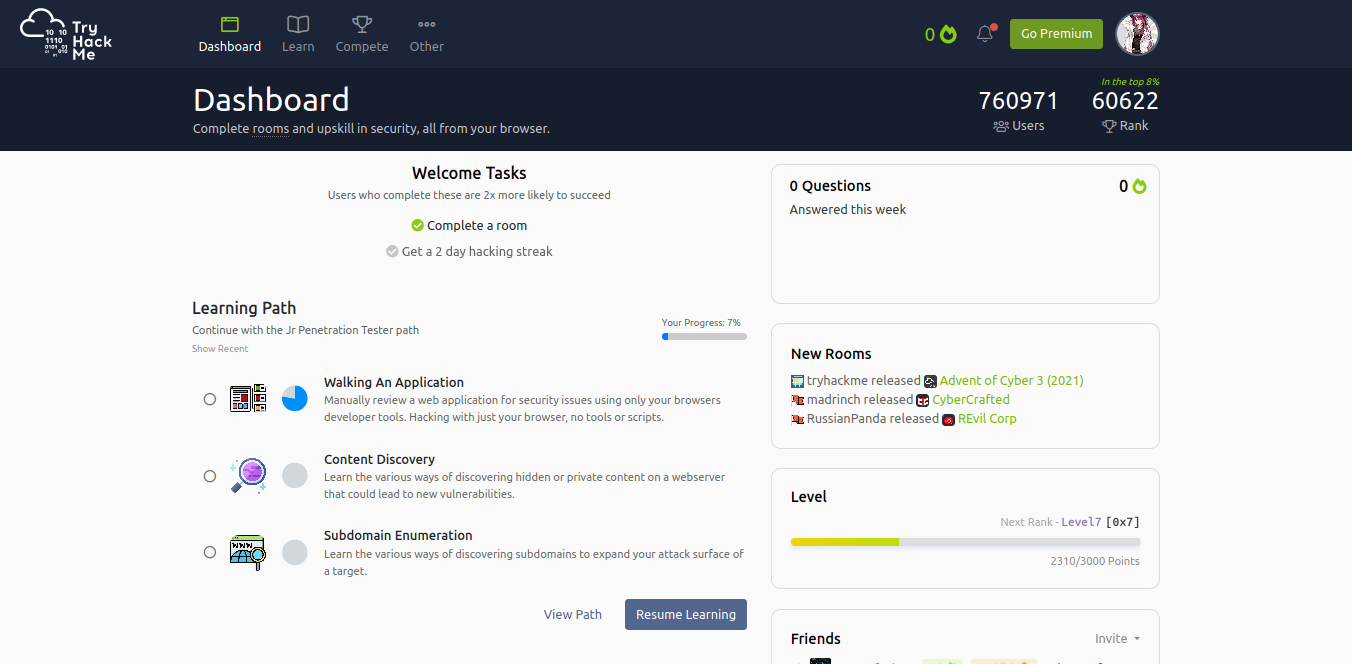 Try
Hack
Me
10 10
1110
0101 01
Dashboard
Learn
Compete
Other
0
Go Premium
Dashboard
Complete rooms and upskill in security, all from your browser.
760971
Users
In the top 8%
60622
Rank
Welcome Tasks
Users who complete these are 2x more likely to succeed
Complete a room
Get a 2 day hacking streak
Learning Path
Continue with the Jr Penetration Tester path
Show Recent
Your Progress: 7%
Walking An Application
Manually review a web application for security issues using only your browsers
developer tools. Hacking with just your browser, no tools or scripts.
Content Discovery
Learn the various ways of discovering hidden or private content on a webserver
that could lead to new vulnerabilities.
WWW
Subdomain Enumeration
Learn the various ways of discovering subdomains to expand your attack surface of
a target.
View Path
Resume Learning
0 Questions
0
Answered this week
New Rooms
tryhackme released Advent of Cyber 3 (2021)
madrinch released CyberCrafted
RussianPanda released REvil Corp
Level
Next Rank - Level7 [0x7]
2310/3000 Points
Friends
Invite